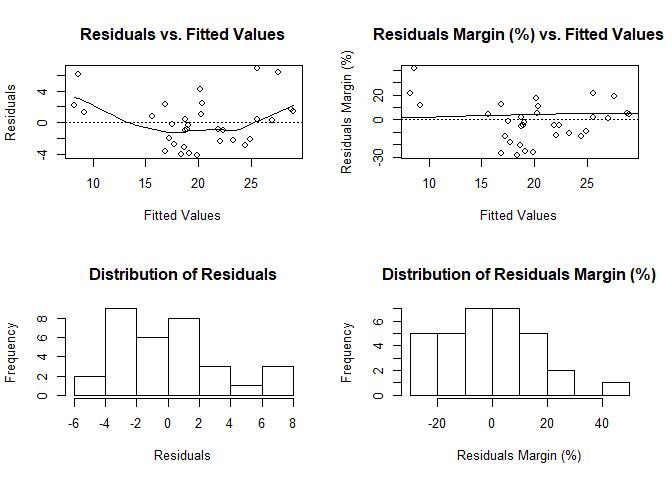 Residuals vs. Fitted Values
Residuals
-4
0
4
10
15
20
25
Fitted Values
Residuals Margin (%) vs. Fitted Values
Residuals Margin (%)
-30
0
20
10
15
20
25
Fitted Values
Distribution of Residuals
Frequency
0
2
4
6
8
-6
-4
-2
0
2
4
6
8
Residuals
Distribution of Residuals Margin (%)
Frequency
0
2
4
6
-20
0
20
40
Residuals Margin (%)